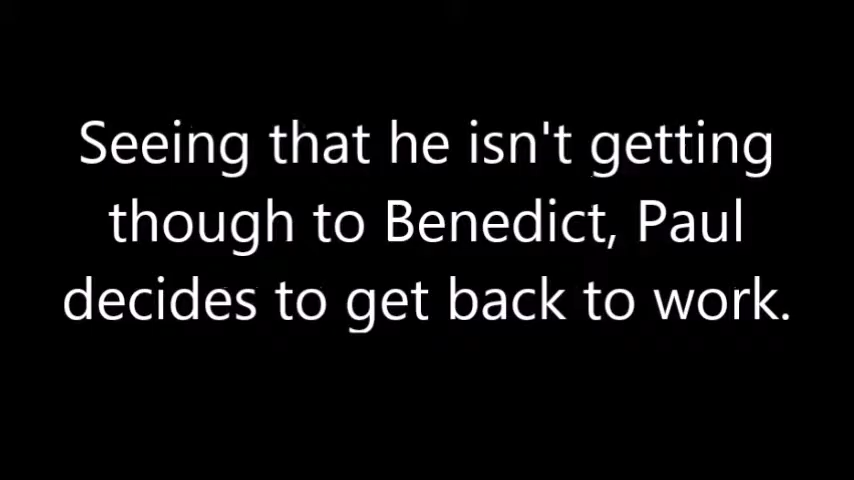 Seeing that he isn't getting
though to Benedict, Paul
decides to get back to work.